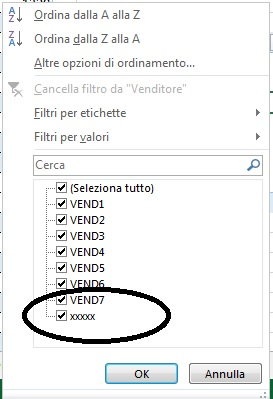 Ordina dalla A alla Z
Ordina dalla Z alla A
Altre opzioni di ordinamento...
Cancella filtro da "Venditore"
Filtri per etichette
Filtri per valori
Cerca
(Seleziona tutto)
VEND1
VEND2
VEND3
VEND4
VEND5
VEND6
VEND7
xxxxx
OK
Annulla